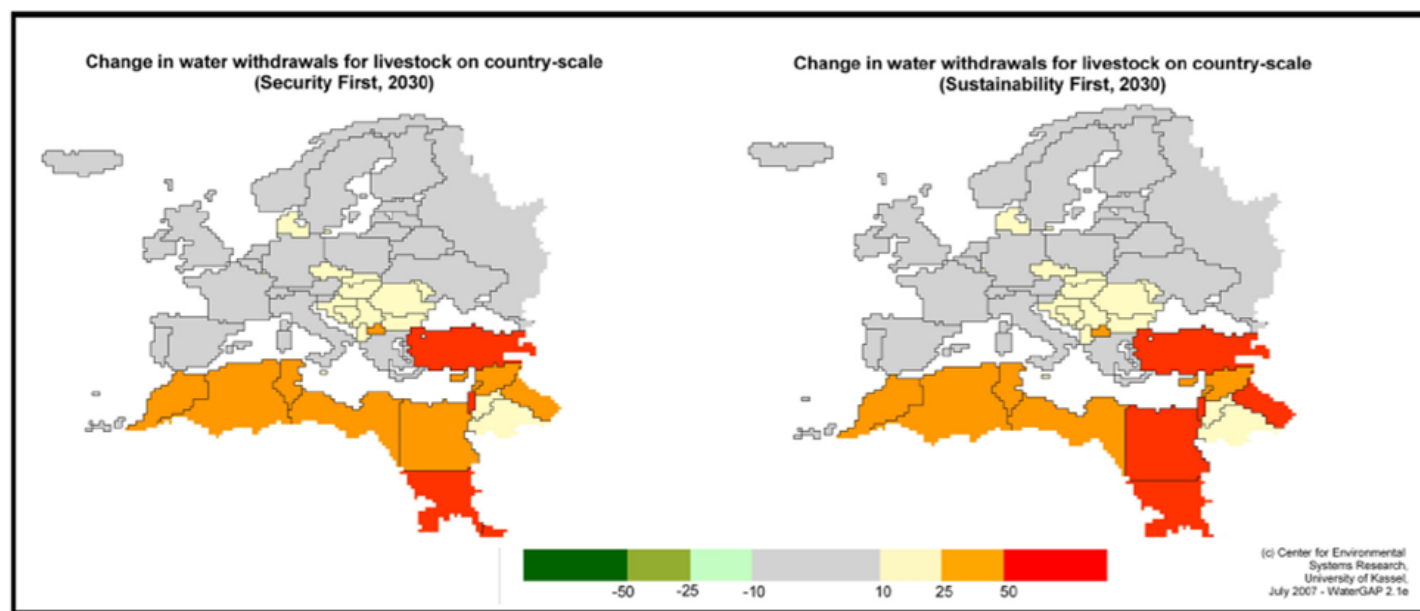 Change in water withdrawals for livestock on country-scale
(Security First, 2030)
Change in water withdrawals for livestock on country-scale
(Sustainability First, 2030)
-50 -25 -10 10 25 50
(c) Center for Environmental
Systems Research,
University of Kassel,
July 2007 - WaterGAP 2.1e